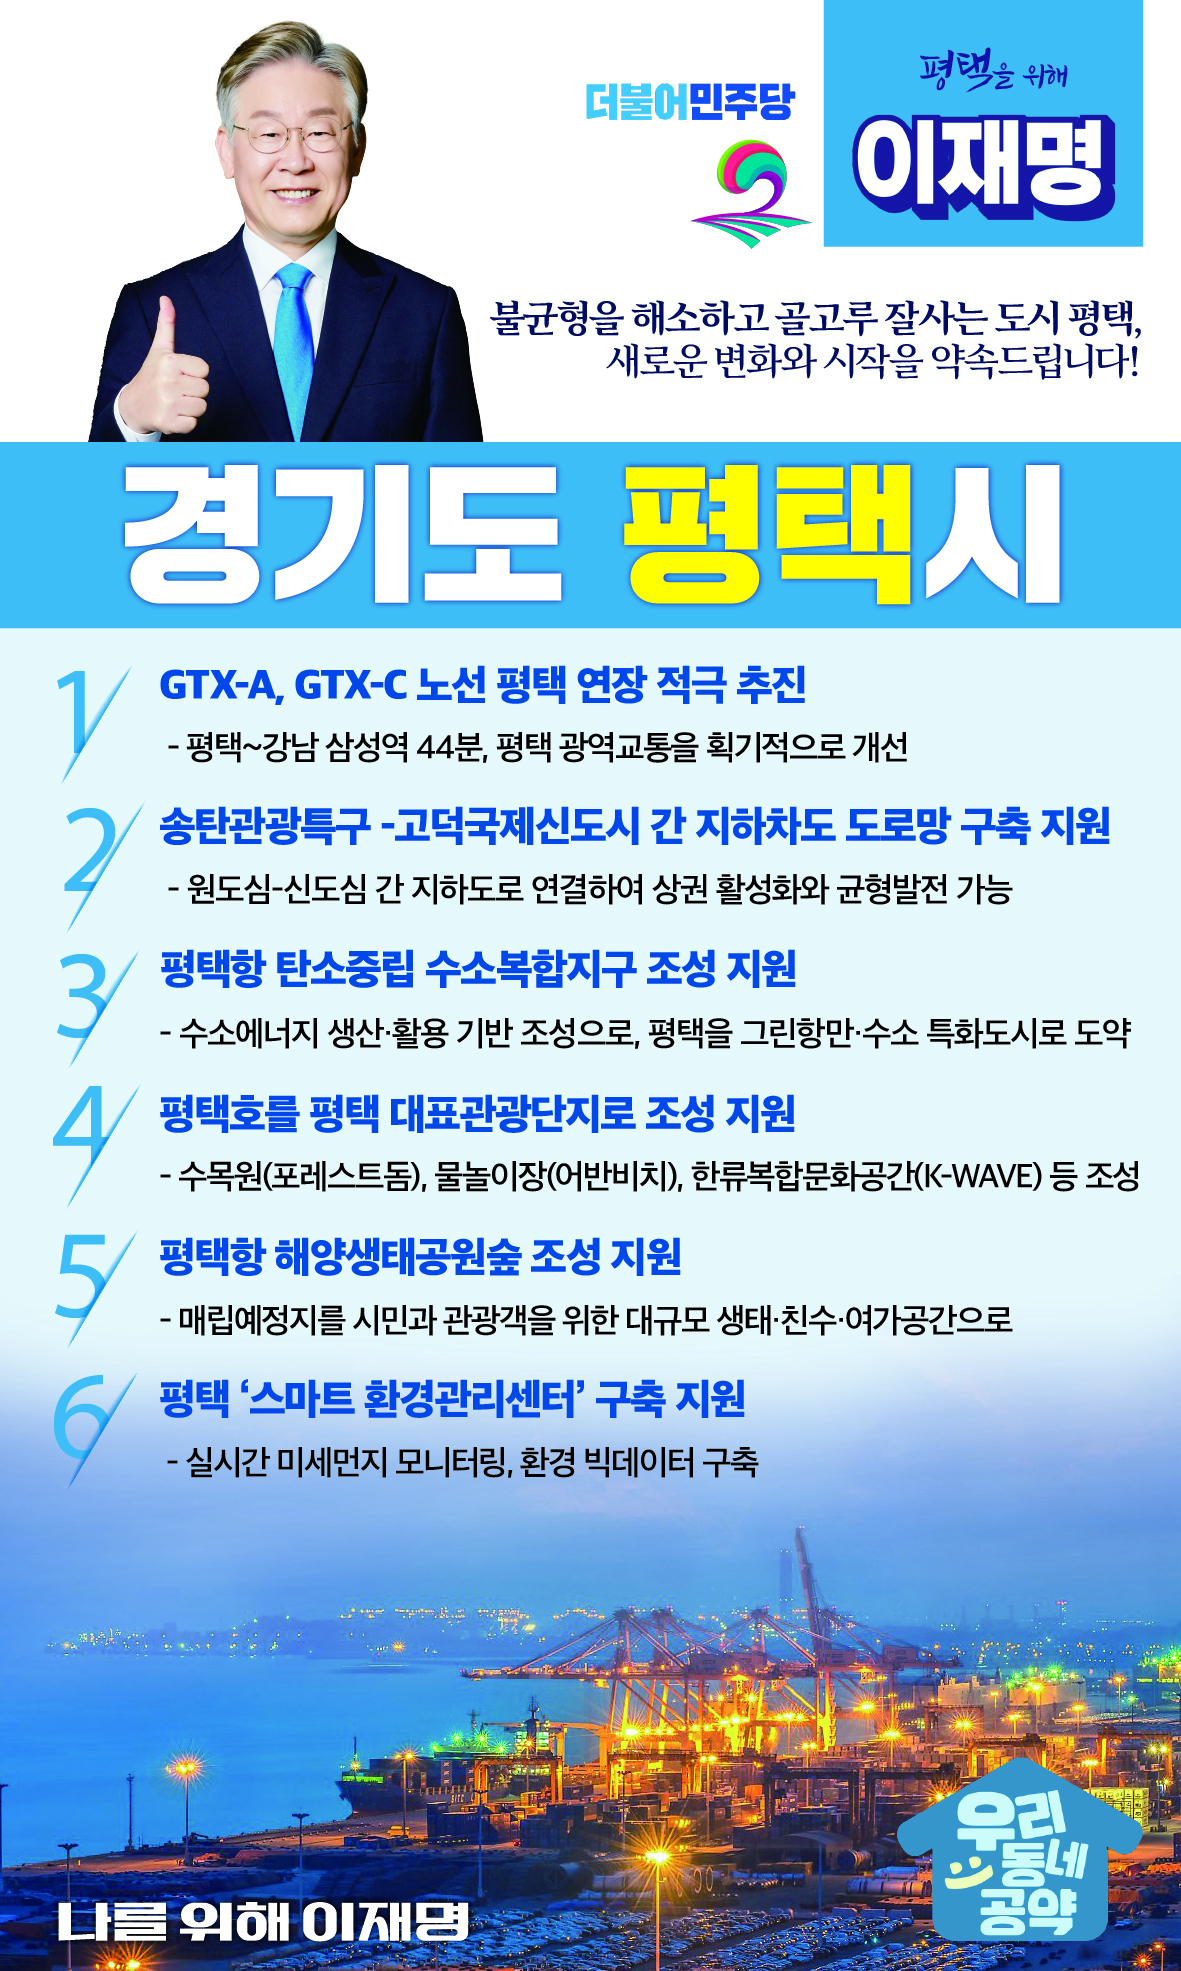 더불어민주당
평택을 위해
이재명
불균형을 해소하고 골고루 잘사는 도시 평택,
새로운 변화와 시작을 약속드립니다!
경기도 평택시
1
GTX-A, GTX-C 노선 평택 연장 적극 추진
- 평택~강남 삼성역 44분, 평택 광역교통을 획기적으로 개선
2
송탄관광특구 -고덕국제신도시 간 지하차도 도로망 구축 지원
- 원도심-신도심 간 지하도로 연결하여 상권 활성화와 균형발전 가능
3
평택항 탄소중립 수소복합지구 조성 지원
- 수소에너지 생산·활용 기반 조성으로, 평택을 그린항만·수소 특화도시로 도약
4
평택호를 평택 대표관광단지로 조성 지원
- 수목원(포레스트돔), 물놀이장(어반비치), 한류복합문화공간(K-WAVE) 등 조성
5
평택항 해양생태공원숲 조성 지원
- 매립예정지를 시민과 관광객을 위한 대규모 생태·친수·여가공간으로
6
평택 ‘스마트 환경관리센터’ 구축 지원
- 실시간 미세먼지 모니터링, 환경 빅데이터 구축
우리
동네
공약
나를 위해 이재명